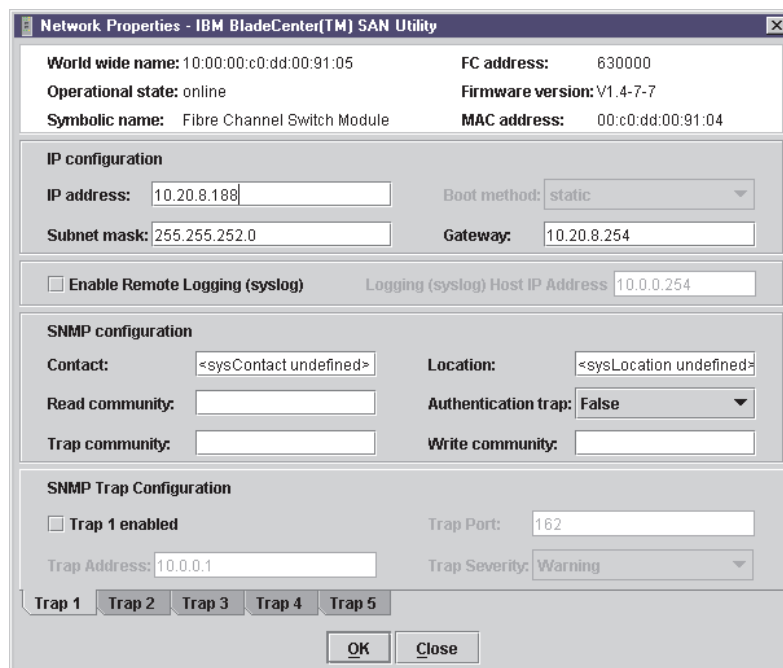 Network Properties - IBM BladeCenter(TM) SAN Utility
World wide name: 10:00:00:c0:dd:00:91:05 FC address: 630000
Operational state: online Firmware version: V1.4-7-7
Symbolic name: Fibre Channel Switch Module MAC address: 00:c0:dd:00:91:04
IP configuration
IP address: 10.20.8.188 Boot method: static
Subnet mask: 255.255.252.0 Gateway: 10.20.8.254
Enable Remote Logging (syslog) Logging (syslog) Host IP Address 10.0.0.254
SNMP configuration
Contact: <sysContact undefined> Location: <sysLocation undefined>
Read community: Authentication trap: False
Trap community: Write community:
SNMP Trap Configuration
Trap 1 enabled Trap Port: 162
Trap Address: 10.0.0.1 Trap Severity: Warning
Trap 1 Trap 2 Trap 3 Trap 4 Trap 5
OK Close